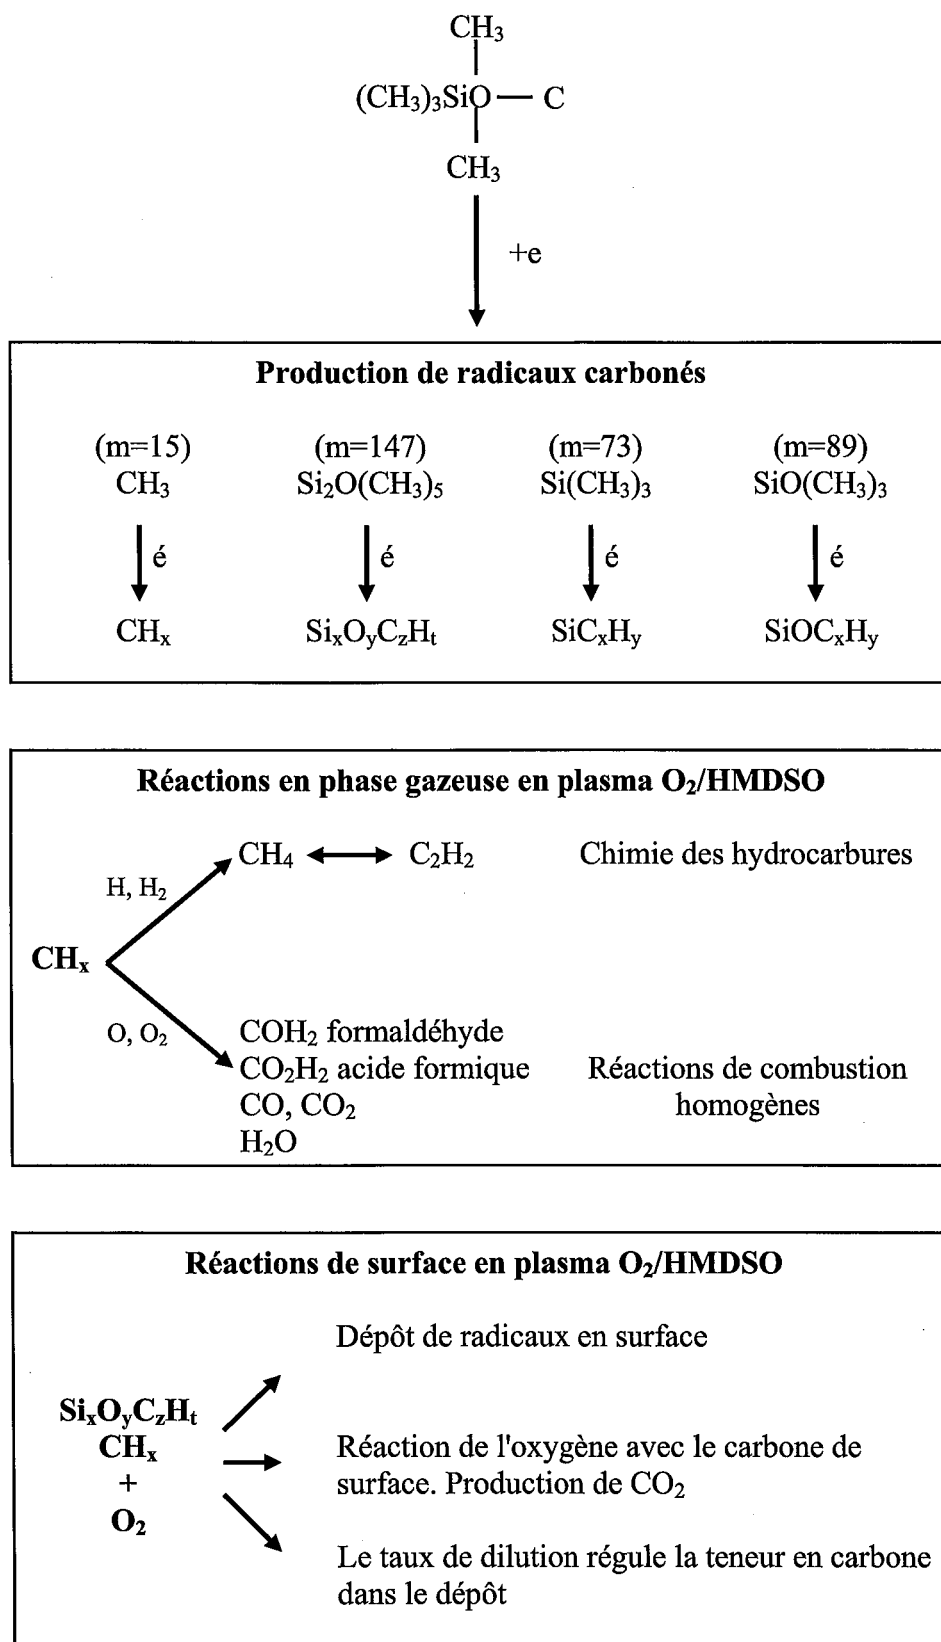 CH₃
(CH₃)₃SiO — C
CH₃
+e
Production de radicaux carbonés
(m=15) (m=147) (m=73) (m=89)
CH₃ Si₂O(CH₃)₅ Si(CH₃)₃ SiO(CH₃)₃
é é é é
CHₓ SiₓOᵧC_zHₜ SiCₓHᵧ SiOCₓHᵧ
Réactions en phase gazeuse en plasma O₂/HMDSO
CH₄ ↔ C₂H₂ Chimie des hydrocarbures
H, H₂
CHₓ
O, O₂ COH₂ formaldéhyde
CO₂H₂ acide formique Réactions de combustion
CO, CO₂ homogènes
H₂O
Réactions de surface en plasma O₂/HMDSO
Dépôt de radicaux en surface
SiₓOᵧC_zHₜ
CHₓ Réaction de l'oxygène avec le carbone de
+ surface. Production de CO₂
O₂
Le taux de dilution régule la teneur en carbone
dans le dépôt